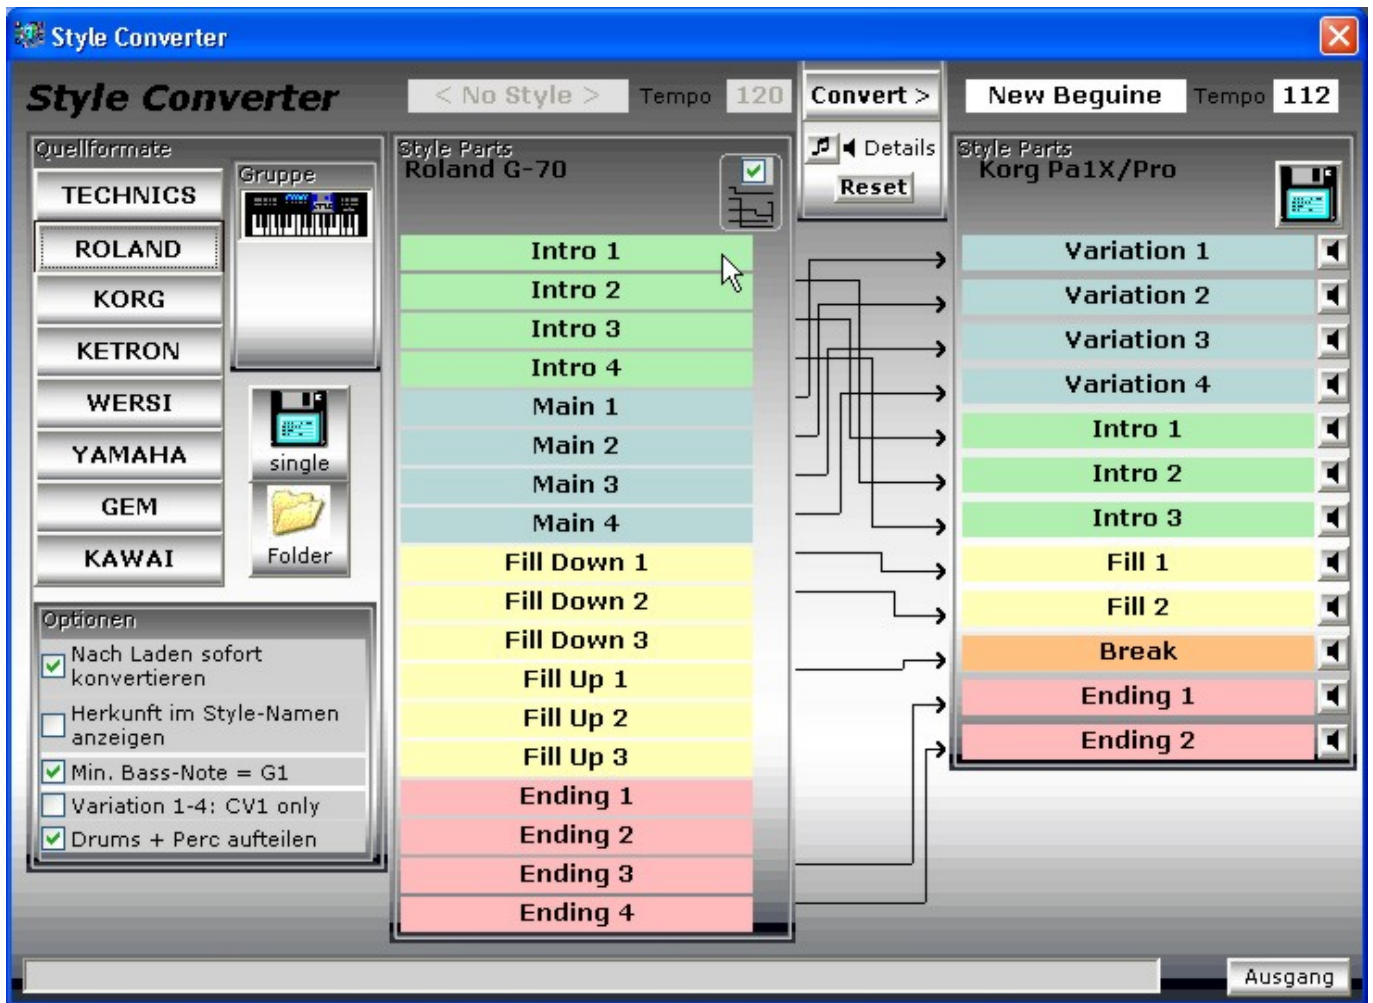 Style Converter
Style Converter
< No Style >
Tempo 120
Convert >
New Beguine
Tempo 112
Quellformate
TECHNICS
ROLAND
KORG
KETRON
WERSI
YAMAHA
GEM
KAWAI
Gruppe
single
Folder
Optionen
Nach Laden sofort
konvertieren
Herkunft im Style-Namen
anzeigen
Min. Bass-Note = G1
Variation 1-4: CV1 only
Drums + Perc aufteilen
Style Parts
Roland G-70
Intro 1
Intro 2
Intro 3
Intro 4
Main 1
Main 2
Main 3
Main 4
Fill Down 1
Fill Down 2
Fill Down 3
Fill Up 1
Fill Up 2
Fill Up 3
Ending 1
Ending 2
Ending 3
Ending 4
Details
Reset
Style Parts
Korg Pa1X/Pro
Variation 1
Variation 2
Variation 3
Variation 4
Intro 1
Intro 2
Intro 3
Fill 1
Fill 2
Break
Ending 1
Ending 2
Ausgang